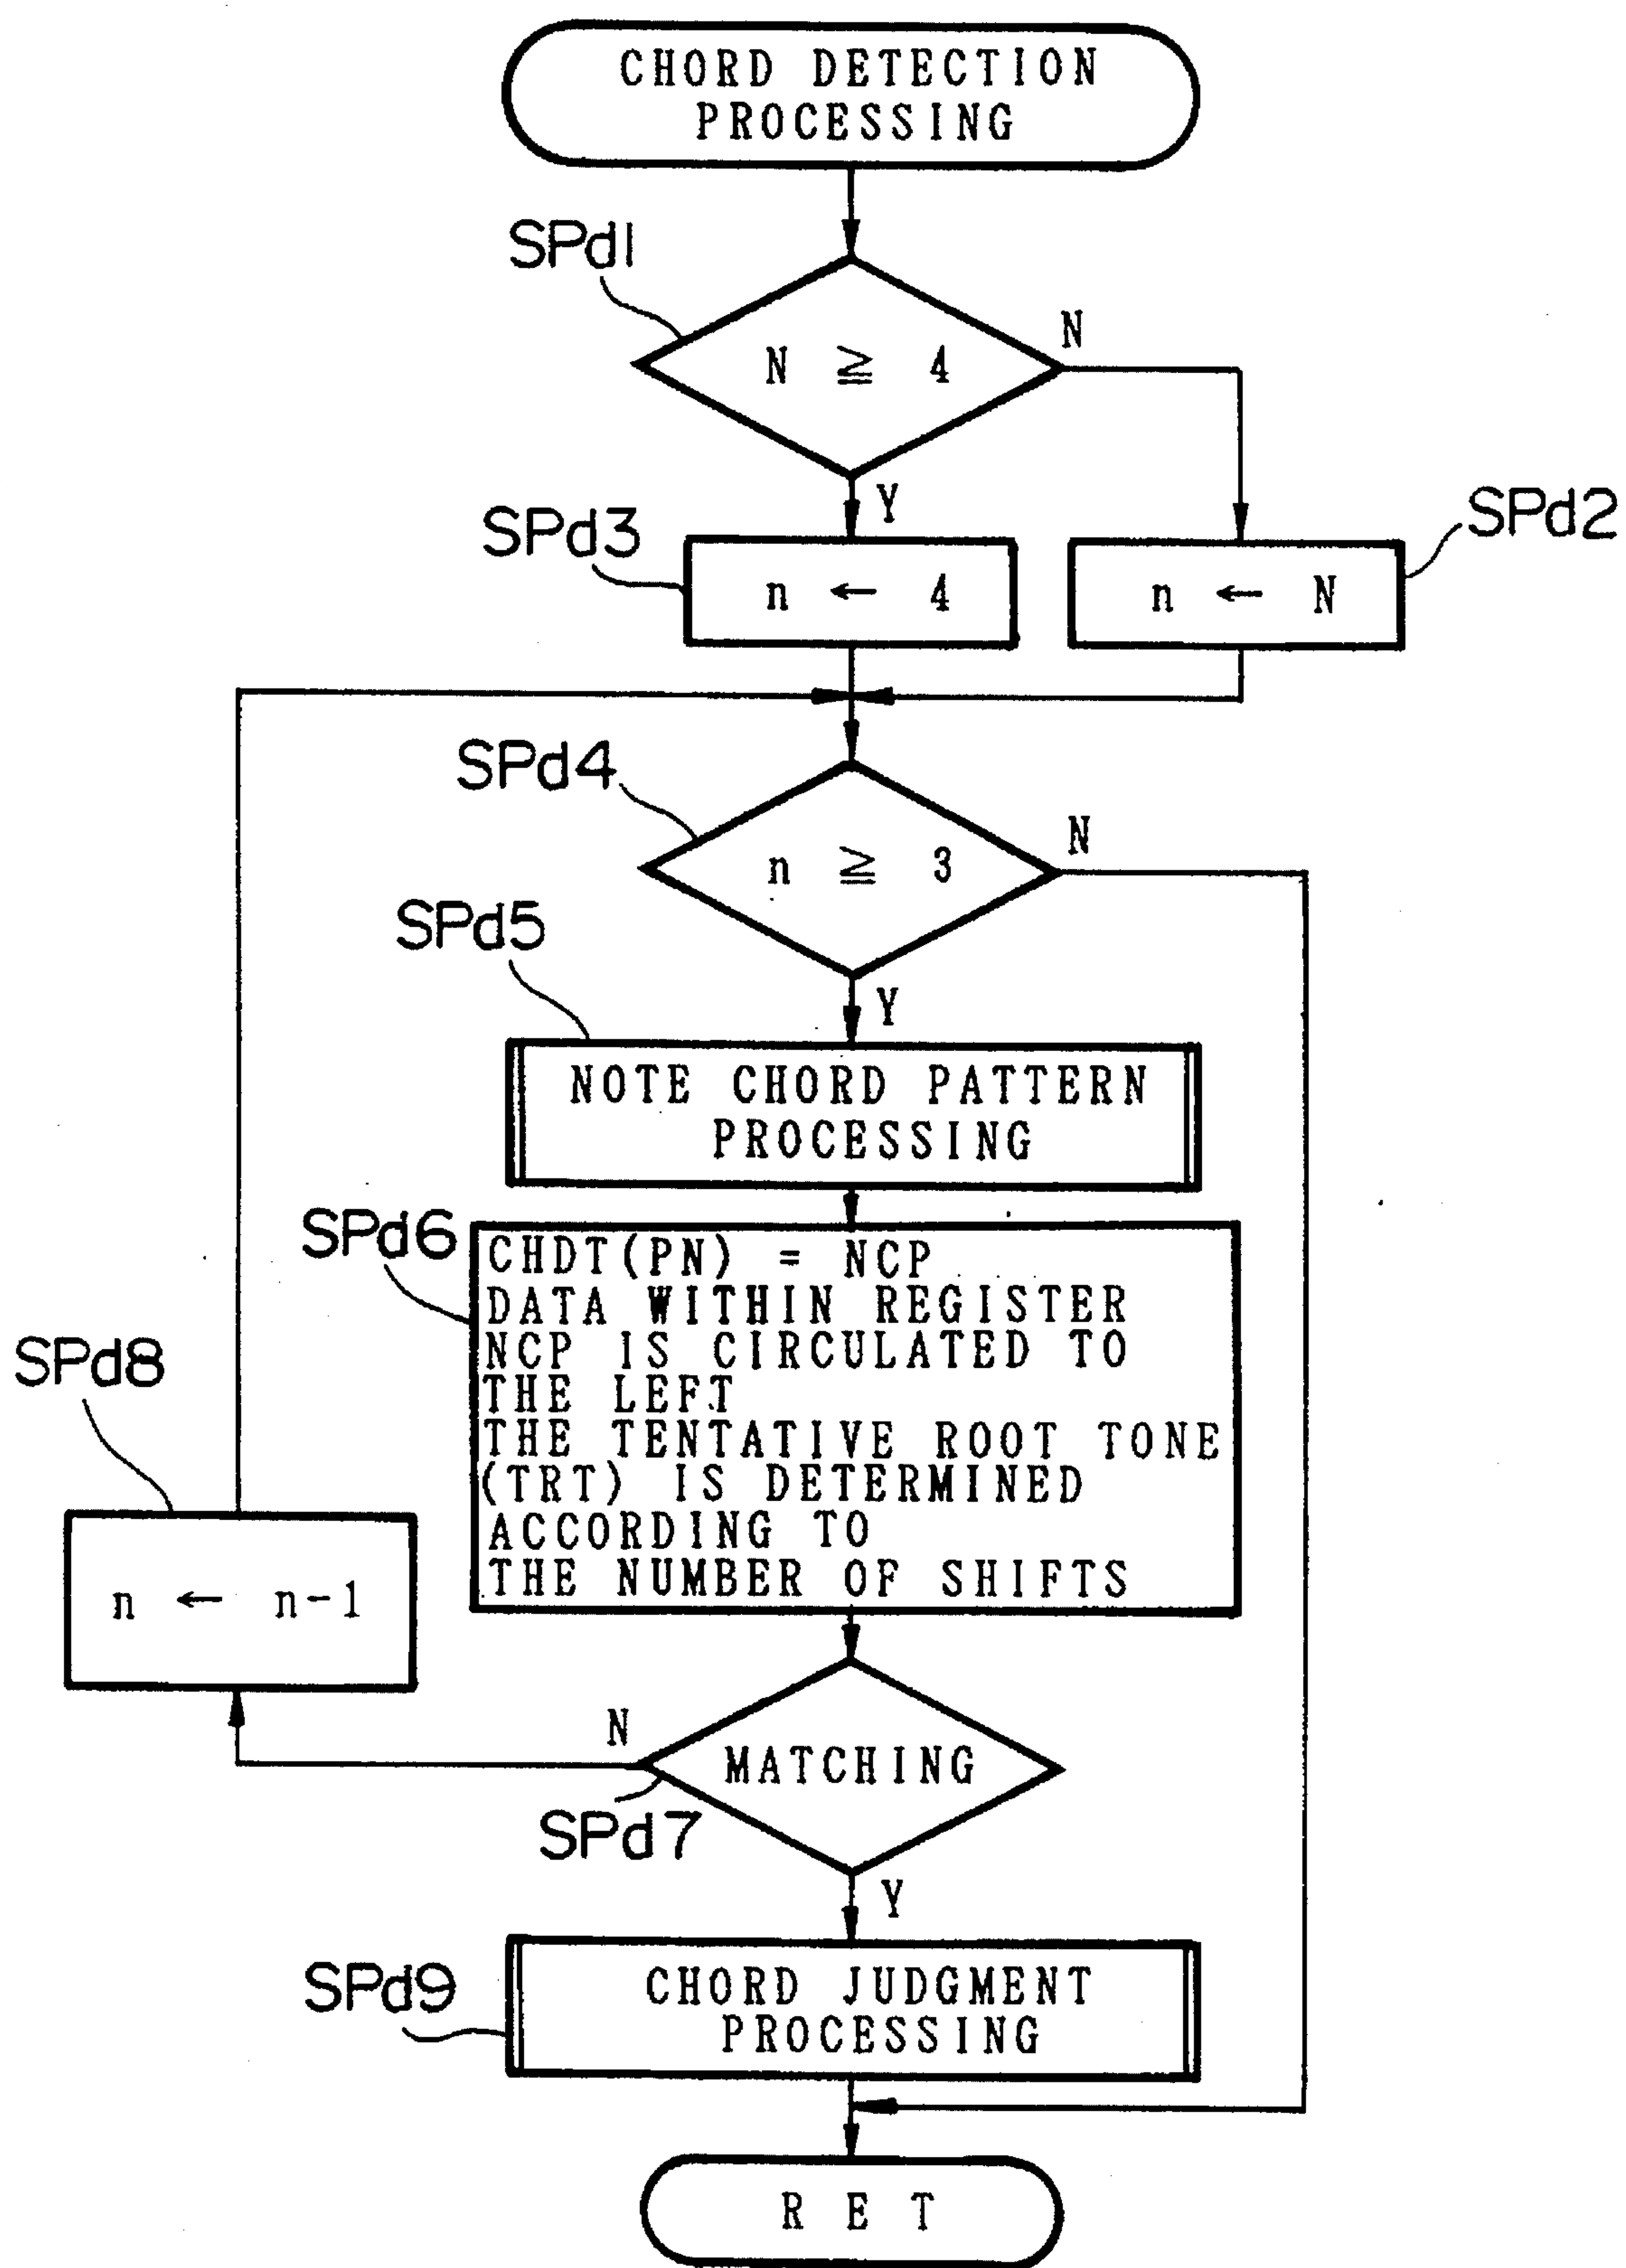 CHORD DETECTION
PROCESSING
SPd1
N ≧ 4
N
Y
SPd3
n ← 4
SPd2
n ← N
SPd4
n ≧ 3
N
SPd5
Y
NOTE CHORD PATTERN
PROCESSING
SPd6
CHDT(PN) = NCP
DATA WITHIN REGISTER
NCP IS CIRCULATED TO
THE LEFT
THE TENTATIVE ROOT TONE
(TRT) IS DETERMINED
ACCORDING TO
THE NUMBER OF SHIFTS
SPd8
n ← n-1
N
MATCHING
SPd7
Y
SPd9
CHORD JUDGMENT
PROCESSING
RET